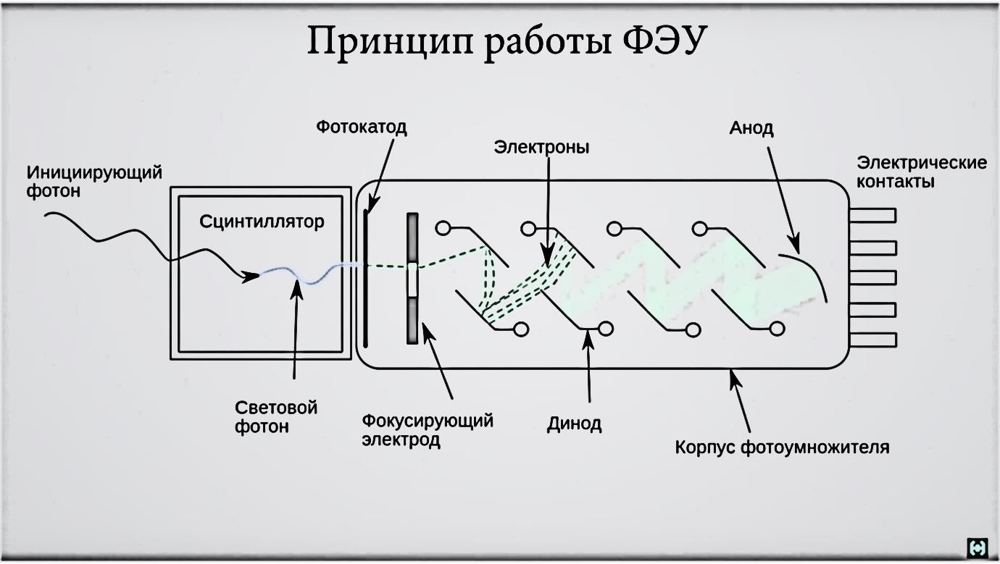 Принцип работы ФЭУ
Фотокатод
Анод
Электроны
Электрические
контакты
Инициирующий
фотон
Сцинтиллятор
Световой
фотон
Фокусирующий
электрод
Динод
Корпус фотоумножителя